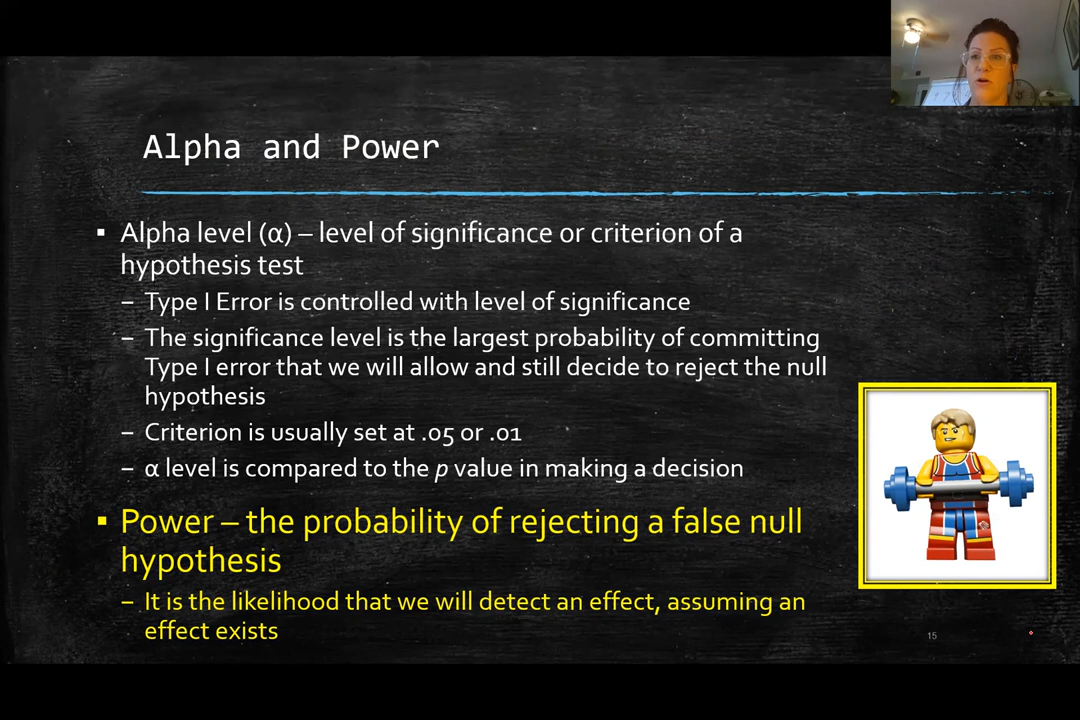 Alpha and Power
▪ Alpha level (α) – level of significance or criterion of a
hypothesis test
– Type I Error is controlled with level of significance
– The significance level is the largest probability of committing
Type I error that we will allow and still decide to reject the null
hypothesis
– Criterion is usually set at .05 or .01
– α level is compared to the p value in making a decision
▪ Power – the probability of rejecting a false null
hypothesis
– It is the likelihood that we will detect an effect, assuming an
effect exists
15